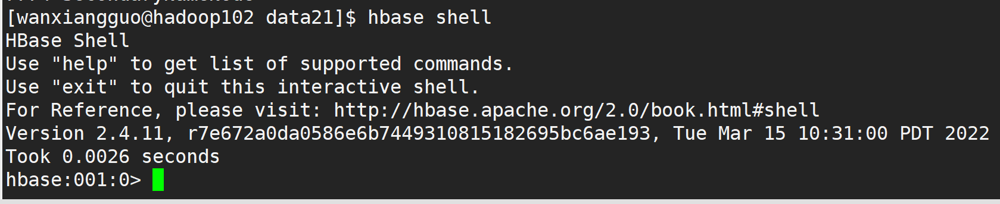 [wanxiangguo@hadoop102 data21]$ hbase shell
HBase Shell
Use "help" to get list of supported commands.
Use "exit" to quit this interactive shell.
For Reference, please visit: http://hbase.apache.org/2.0/book.html#shell
Version 2.4.11, r7e672a0da0586e6b7449310815182695bc6ae193, Tue Mar 15 10:31:00 PDT 2022
Took 0.0026 seconds
hbase:001:0>